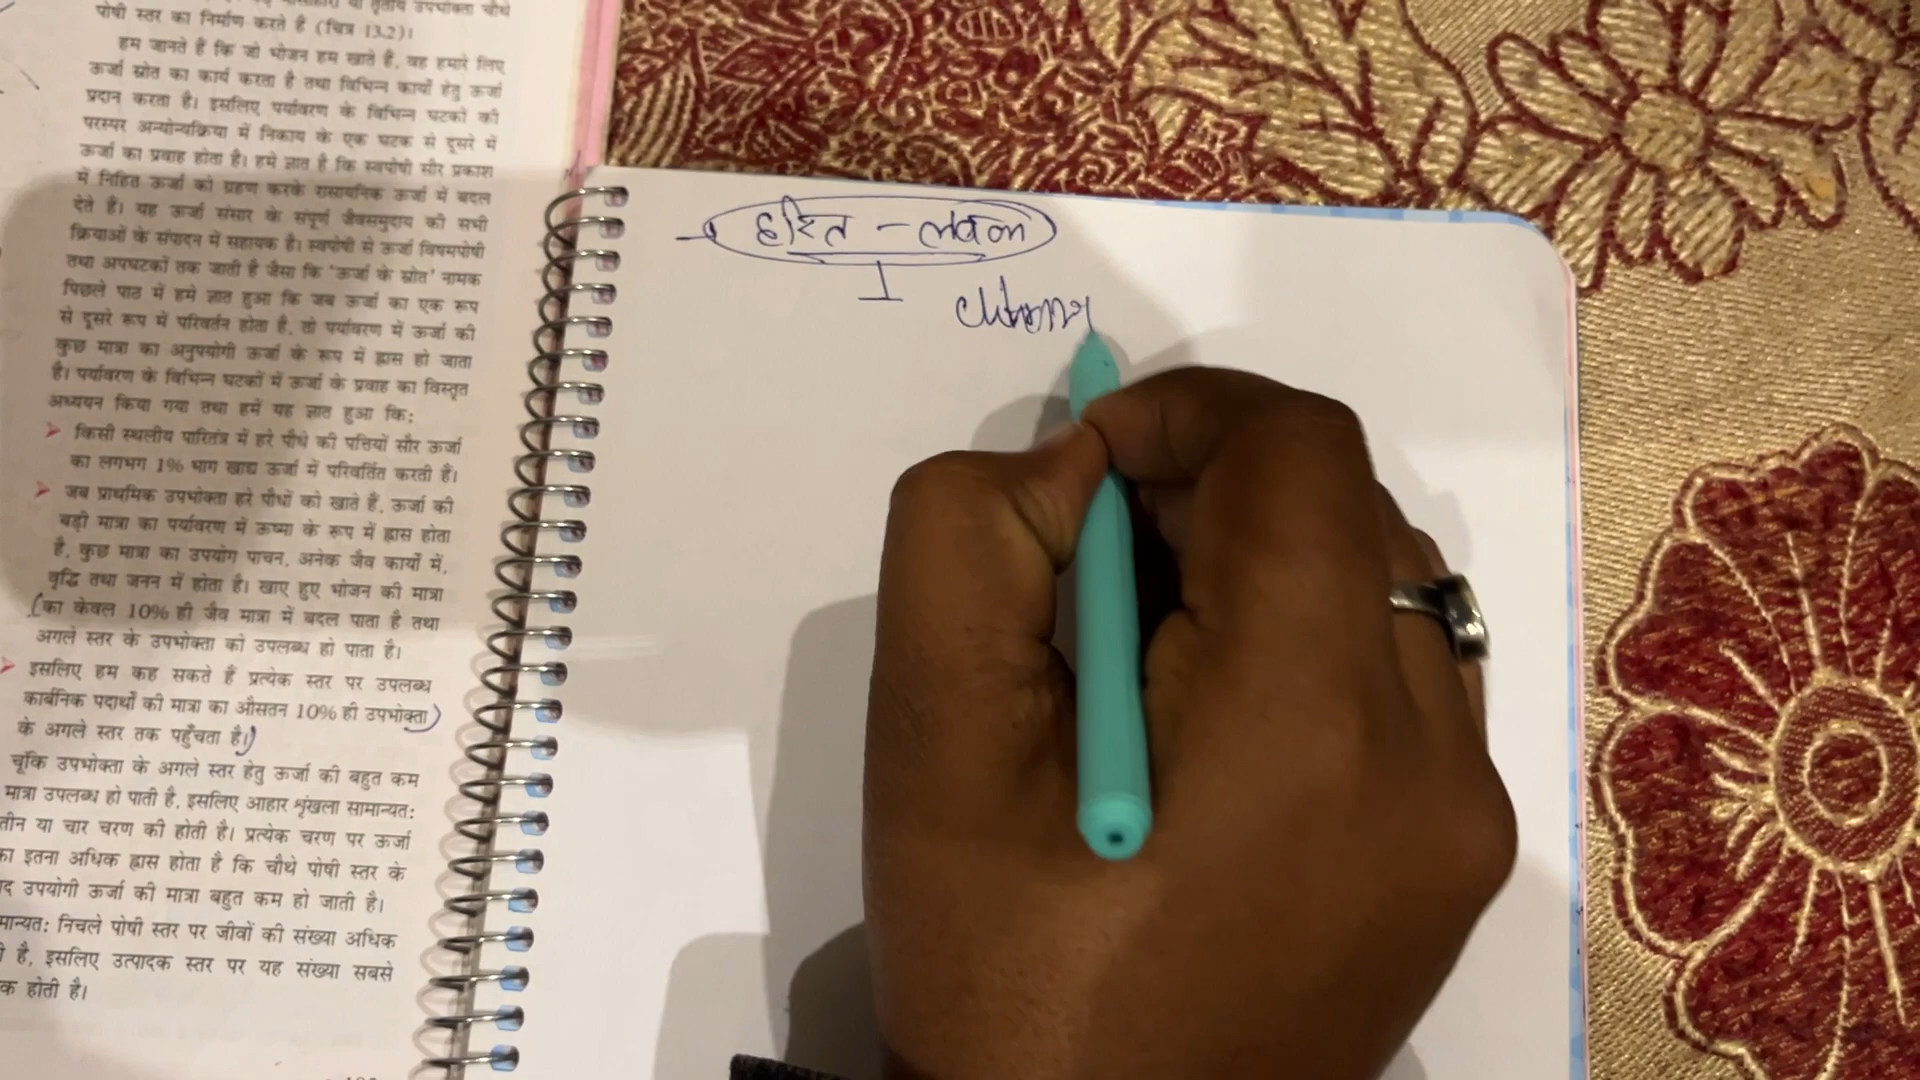 पोषी स्तर का निर्माण करते हैं (चित्र 13.2)।
हम जानते हैं कि जो भोजन हम खाते हैं, वह हमारे लिए
ऊर्जा स्रोत का कार्य करता है तथा विभिन्न कार्यों हेतु ऊर्जा
प्रदान करता है। इसलिए पर्यावरण के विभिन्न घटकों की
परस्पर अन्योन्यक्रिया में निकाय के एक घटक से दूसरे में
ऊर्जा का प्रवाह होता है। हमें ज्ञात है कि स्वपोषी सौर प्रकाश
में निहित ऊर्जा को ग्रहण करके रासायनिक ऊर्जा में बदल
देते हैं। यह ऊर्जा संसार के संपूर्ण जैवसमुदाय की सभी
क्रियाओं के संपादन में सहायक है। स्वपोषी से ऊर्जा विषमपोषी
तथा अपघटकों तक जाती है जैसा कि 'ऊर्जा के स्रोत' नामक
पिछले पाठ में हमें ज्ञात हुआ कि जब ऊर्जा का एक रूप
से दूसरे रूप में परिवर्तन होता है, तो पर्यावरण में ऊर्जा की
कुछ मात्रा का अनुपयोगी ऊर्जा के रूप में ह्रास हो जाता
है। पर्यावरण के विभिन्न घटकों में ऊर्जा के प्रवाह का विस्तृत
अध्ययन किया गया तथा हमें यह ज्ञात हुआ कि:
किसी स्थलीय पारितंत्र में हरे पौधे की पत्तियों सौर ऊर्जा
का लगभग 1% भाग खाद्य ऊर्जा में परिवर्तित करती हैं।
जब प्राथमिक उपभोक्ता हरे पौधों को खाते हैं, ऊर्जा की
बड़ी मात्रा का पर्यावरण में ऊष्मा के रूप में ह्रास होता
है, कुछ मात्रा का उपयोग पाचन, अनेक जैव कार्यों में,
वृद्धि तथा जनन में होता है। खाए हुए भोजन की मात्रा
का केवल 10% ही जैव मात्रा में बदल पाता है तथा
अगले स्तर के उपभोक्ता को उपलब्ध हो पाता है।
इसलिए हम कह सकते हैं प्रत्येक स्तर पर उपलब्ध
कार्बनिक पदार्थों की मात्रा का औसतन 10% ही उपभोक्ता
के अगले स्तर तक पहुँचता है।
चूँकि उपभोक्ता के अगले स्तर हेतु ऊर्जा की बहुत कम
मात्रा उपलब्ध हो पाती है, इसलिए आहार शृंखला सामान्यत:
तीन या चार चरण की होती है। प्रत्येक चरण पर ऊर्जा
का इतना अधिक ह्रास होता है कि चौथे पोषी स्तर के
उपयोगी ऊर्जा की मात्रा बहुत कम हो जाती है।
निचले पोषी स्तर पर जीवों की संख्या अधिक
है, इसलिए उत्पादक स्तर पर यह संख्या सबसे
होती है।
हरित - लवक